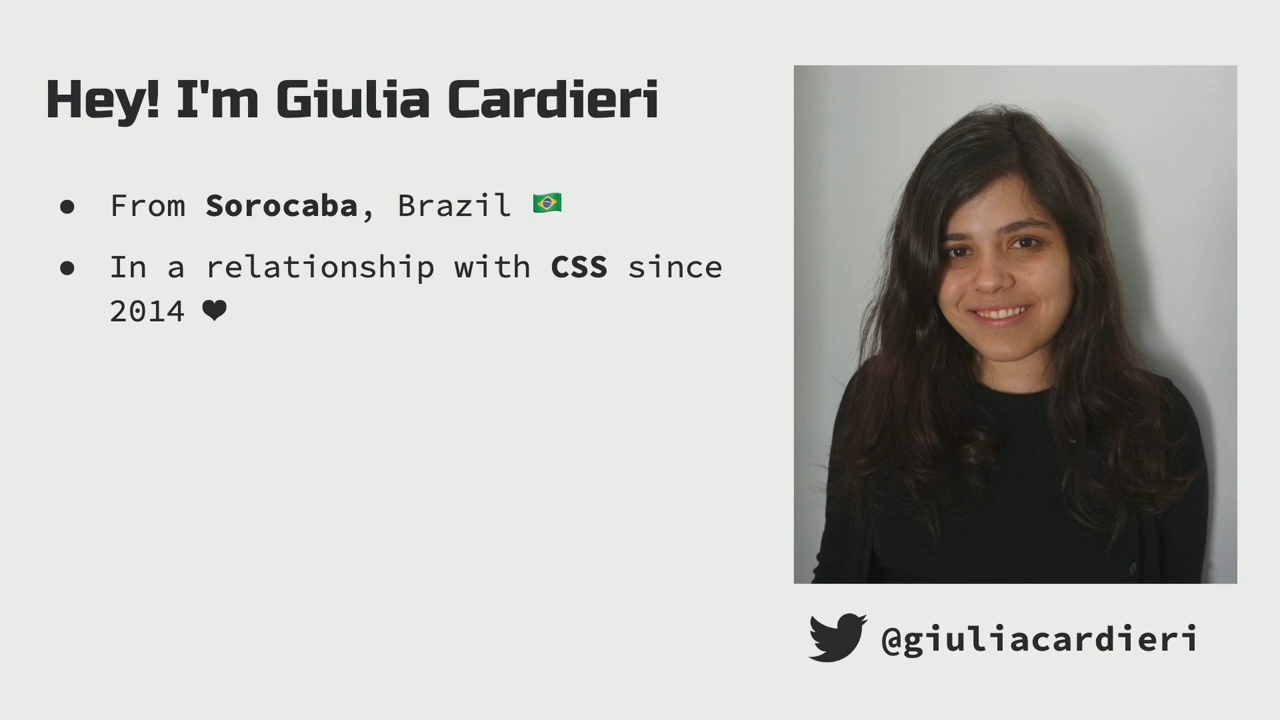 Hey! I'm Giulia Cardieri
● From Sorocaba, Brazil 🇧🇷
● In a relationship with CSS since
2014 ♥
@giuliacardieri